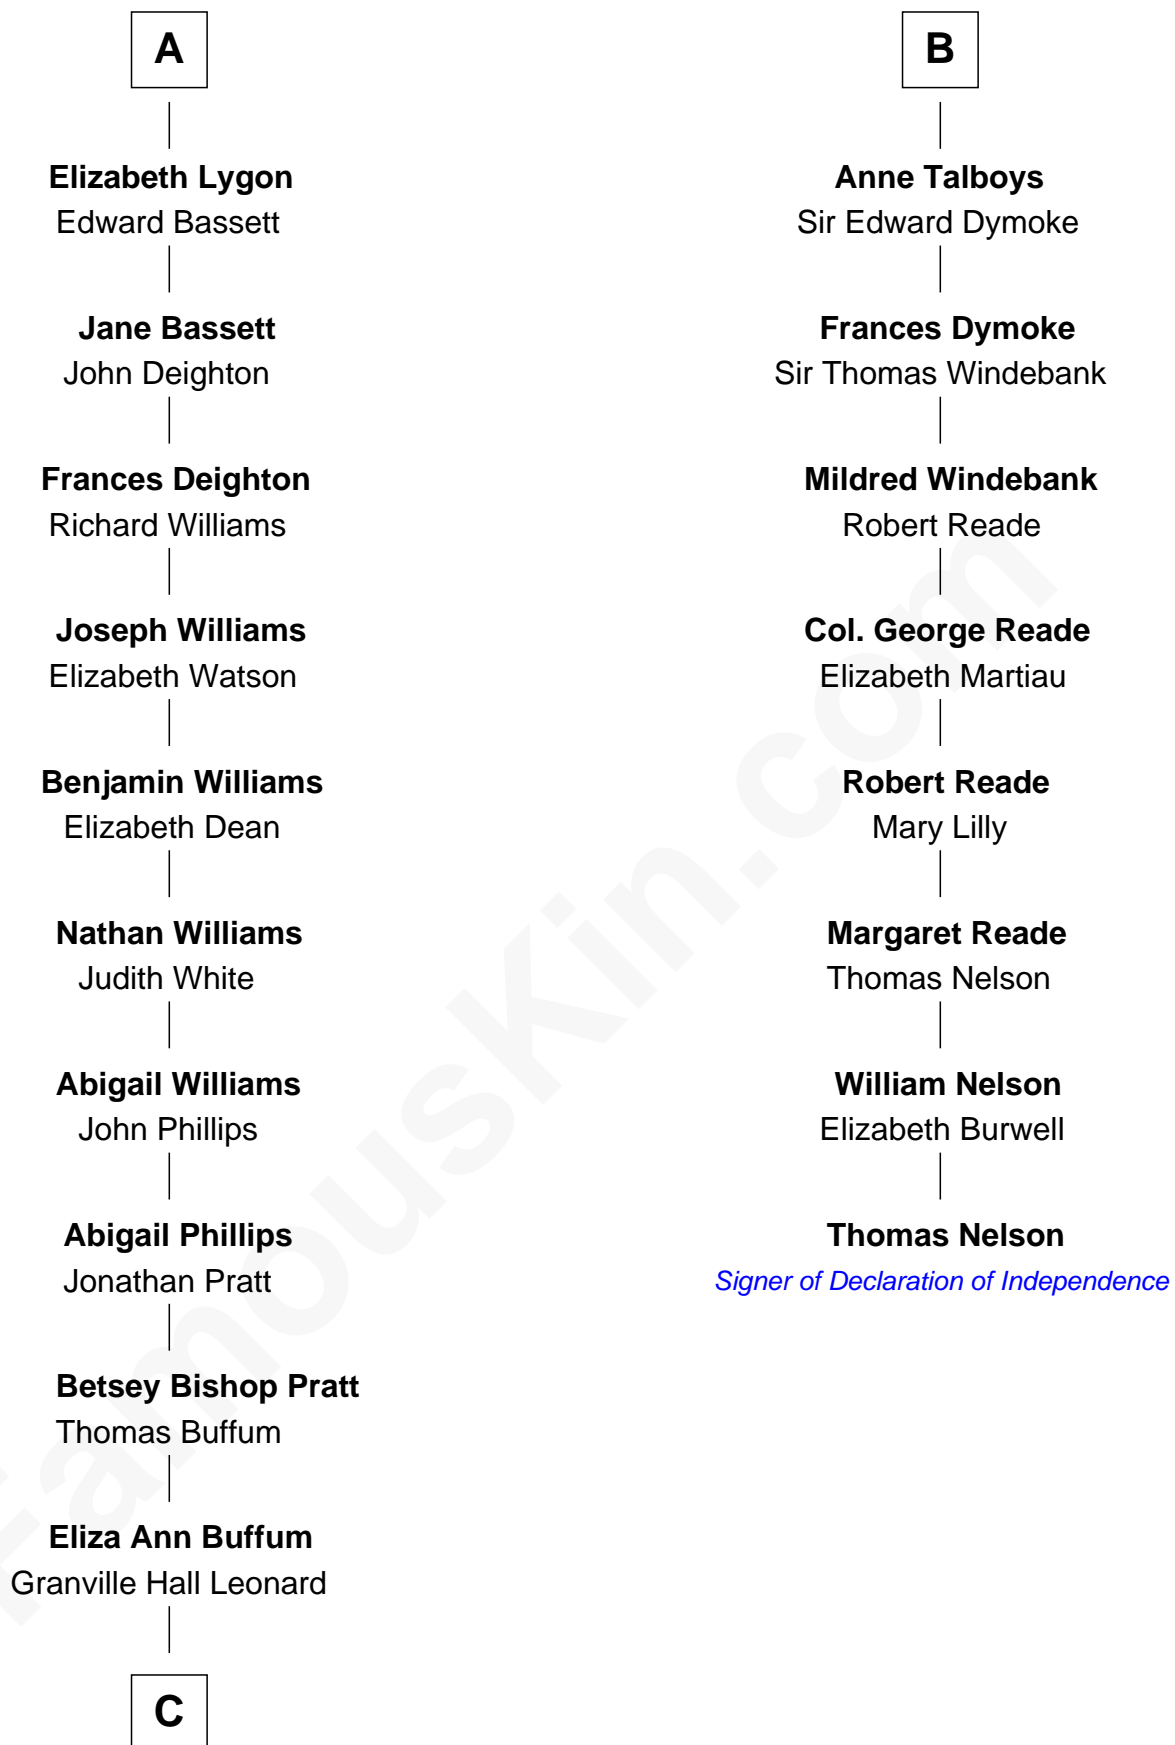 A
Elizabeth Lygon
Edward Bassett
Jane Bassett
John Deighton
Frances Deighton
Richard Williams
Joseph Williams
Elizabeth Watson
Benjamin Williams
Elizabeth Dean
Nathan Williams
Judith White
Abigail Williams
John Phillips
Abigail Phillips
Jonathan Pratt
Betsey Bishop Pratt
Thomas Buffum
Eliza Ann Buffum
Granville Hall Leonard
C
B
Anne Talboys
Sir Edward Dymoke
Frances Dymoke
Sir Thomas Windebank
Mildred Windebank
Robert Reade
Col. George Reade
Elizabeth Martiau
Robert Reade
Mary Lilly
Margaret Reade
Thomas Nelson
William Nelson
Elizabeth Burwell
Thomas Nelson
Signer of Declaration of Independence
FamousKin.com